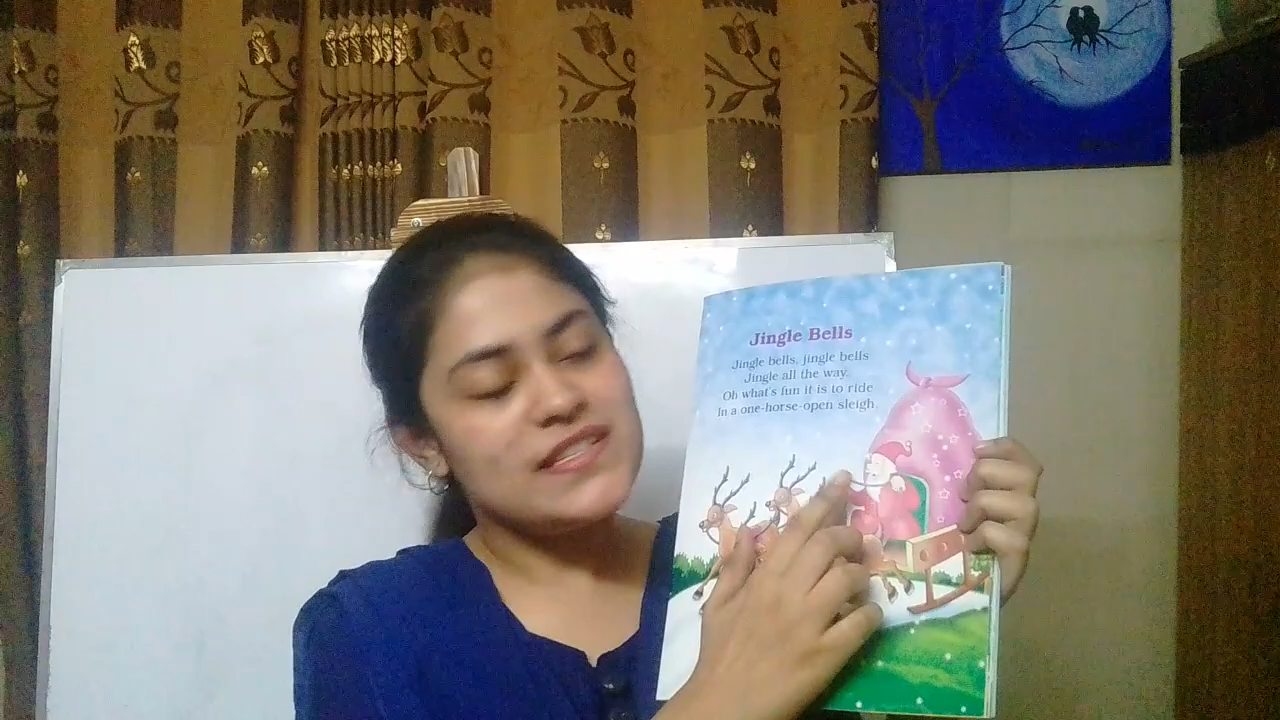 Jingle Bells
Jingle bells, jingle bells
Jingle all the way.
Oh what's fun it is to ride
In a one-horse-open sleigh.